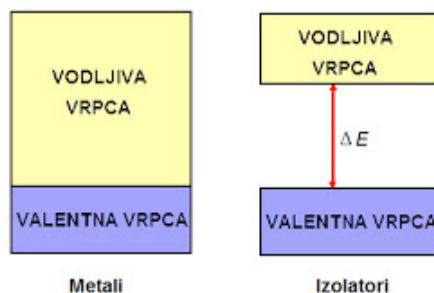 VODLJIVA
VRPCA
VALENTNA VRPCA
Metali
VODLJIVA
VRPCA
ΔE
VALENTNA VRPCA
Izolatori